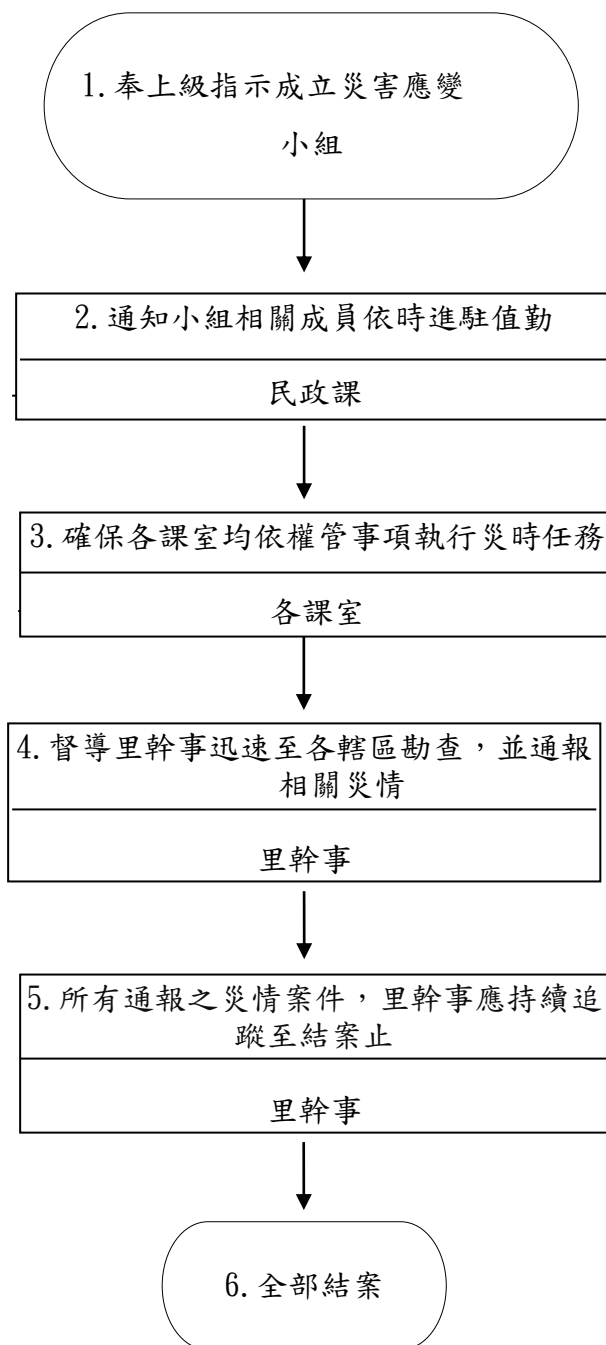 1.奉上級指示成立災害應變
小組
2.通知小組相關成員依時進駐值勤
民政課
3.確保各課室均依權管事項執行災時任務
各課室
4.督導里幹事迅速至各轄區勘查，並通報
相關災情
里幹事
5.所有通報之災情案件，里幹事應持續追
蹤至結案止
里幹事
6.全部結案